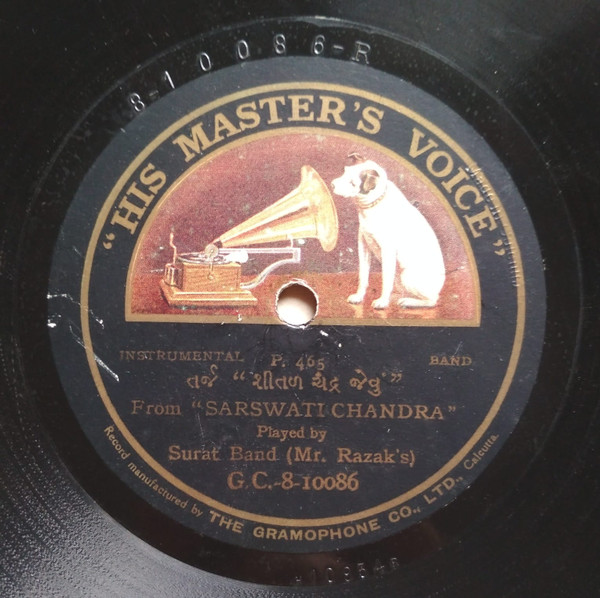 8-10086-R
"HIS MASTER'S VOICE"
INSTRUMENTAL P. 465 BAND
તર્જ “શીતળ ચંદ્ર જેવું”
From "SARSWATI CHANDRA"
Played by
Surat Band (Mr. Razak's)
G.C.-8-10086
Record manufactured by THE GRAMOPHONE CO., LTD., Calcutta.